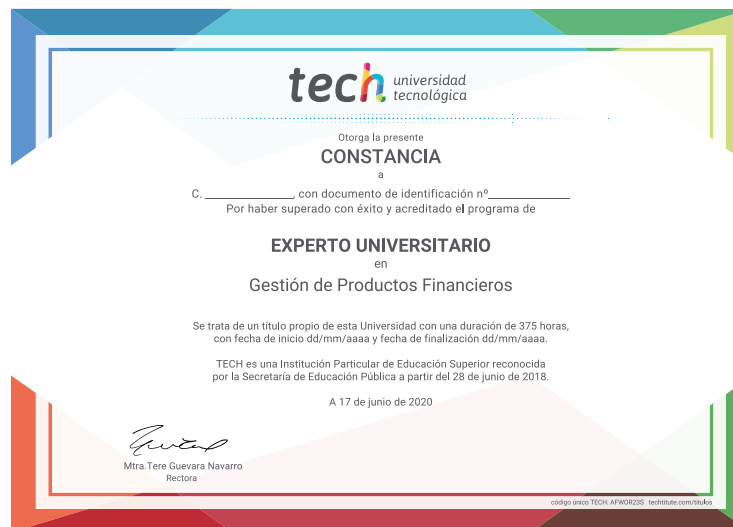 tech universidad
tecnológica
Otorga la presente
CONSTANCIA
a
C. ______________, con documento de identificación nº______________
Por haber superado con éxito y acreditado el programa de
EXPERTO UNIVERSITARIO
en
Gestión de Productos Financieros
Se trata de un título propio de esta Universidad con una duración de 375 horas,
con fecha de inicio dd/mm/aaaa y fecha de finalización dd/mm/aaaa.
TECH es una Institución Particular de Educación Superior reconocida
por la Secretaría de Educación Pública a partir del 28 de junio de 2018.
A 17 de junio de 2020
Mtra.Tere Guevara Navarro
Rectora
código único TECH: AFWOR23S techtitute.com/titulos